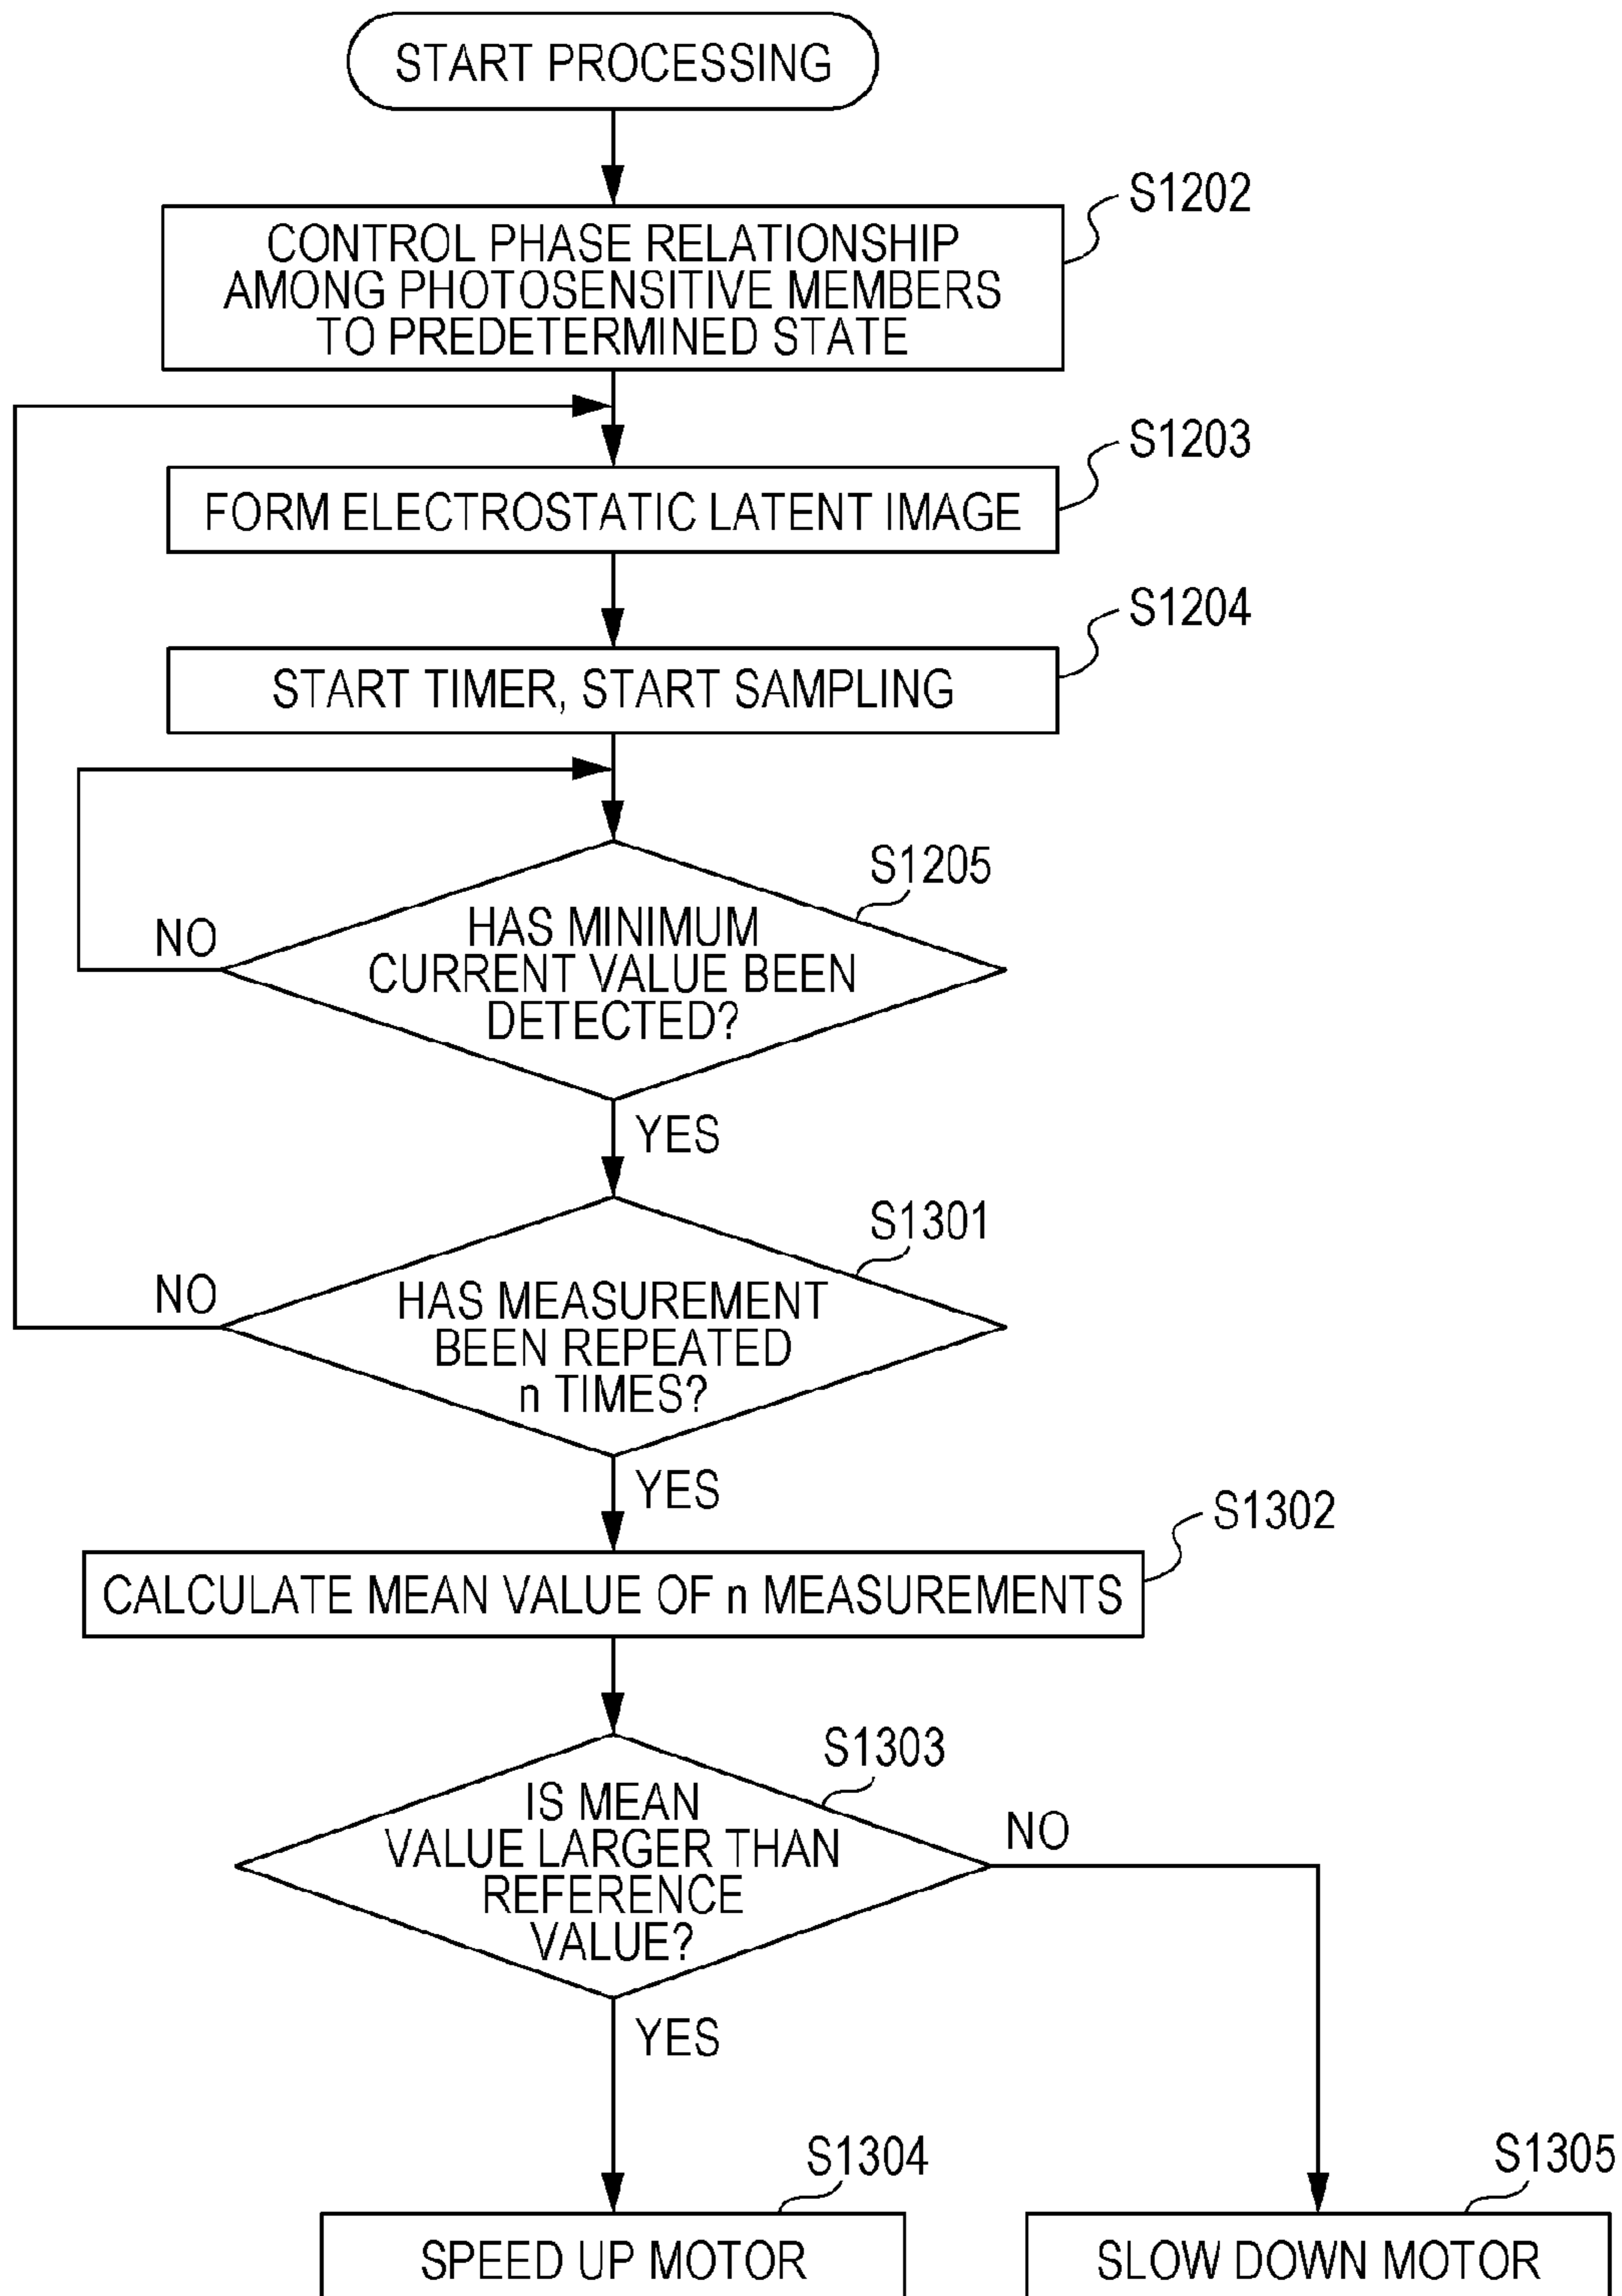 START PROCESSING
S1202
CONTROL PHASE RELATIONSHIP
AMONG PHOTOSENSITIVE MEMBERS
TO PREDETERMINED STATE
S1203
FORM ELECTROSTATIC LATENT IMAGE
S1204
START TIMER, START SAMPLING
S1205
HAS MINIMUM
CURRENT VALUE BEEN
DETECTED?
NO
YES
S1301
HAS MEASUREMENT
BEEN REPEATED
n TIMES?
NO
YES
S1302
CALCULATE MEAN VALUE OF n MEASUREMENTS
S1303
IS MEAN
VALUE LARGER THAN
REFERENCE
VALUE?
NO
YES
S1304
SPEED UP MOTOR
S1305
SLOW DOWN MOTOR